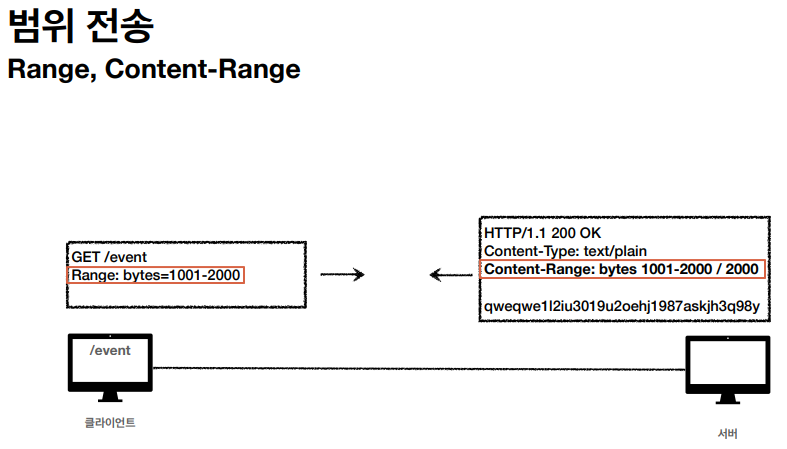 범위 전송
Range, Content-Range
GET /event
Range: bytes=1001-2000
HTTP/1.1 200 OK
Content-Type: text/plain
Content-Range: bytes 1001-2000 / 2000
qweqwe1l2iu3019u2oehj1987askjh3q98y
/event
클라이언트
서버